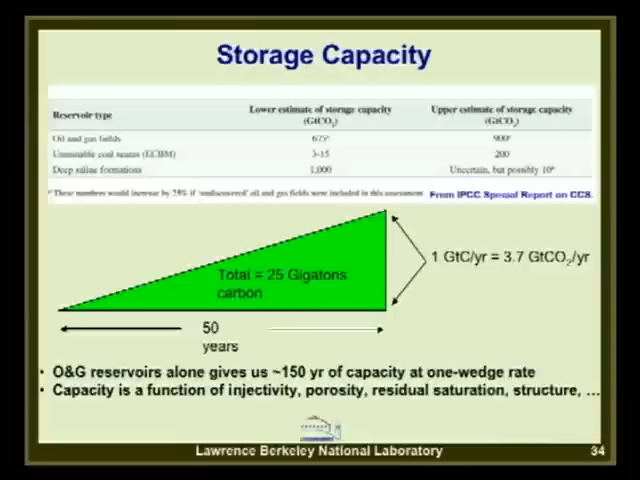 Storage Capacity
Reservoir type
Lower estimate of storage capacity (GtCO2)
Upper estimate of storage capacity (GtCO2)
Oil and gas fields 675a 900a
Unminable coal seams (ECBM) 3-15 200
Deep saline formations 1,000 Uncertain, but possibly 10⁴
a These numbers would increase by 25% if 'undiscovered' oil and gas fields were included in this assessment
From IPCC Special Report on CCS.
1 GtC/yr = 3.7 GtCO2/yr
Total = 25 Gigatons
carbon
50
years
• O&G reservoirs alone gives us ~150 yr of capacity at one-wedge rate
• Capacity is a function of injectivity, porosity, residual saturation, structure, …
Lawrence Berkeley National Laboratory 34